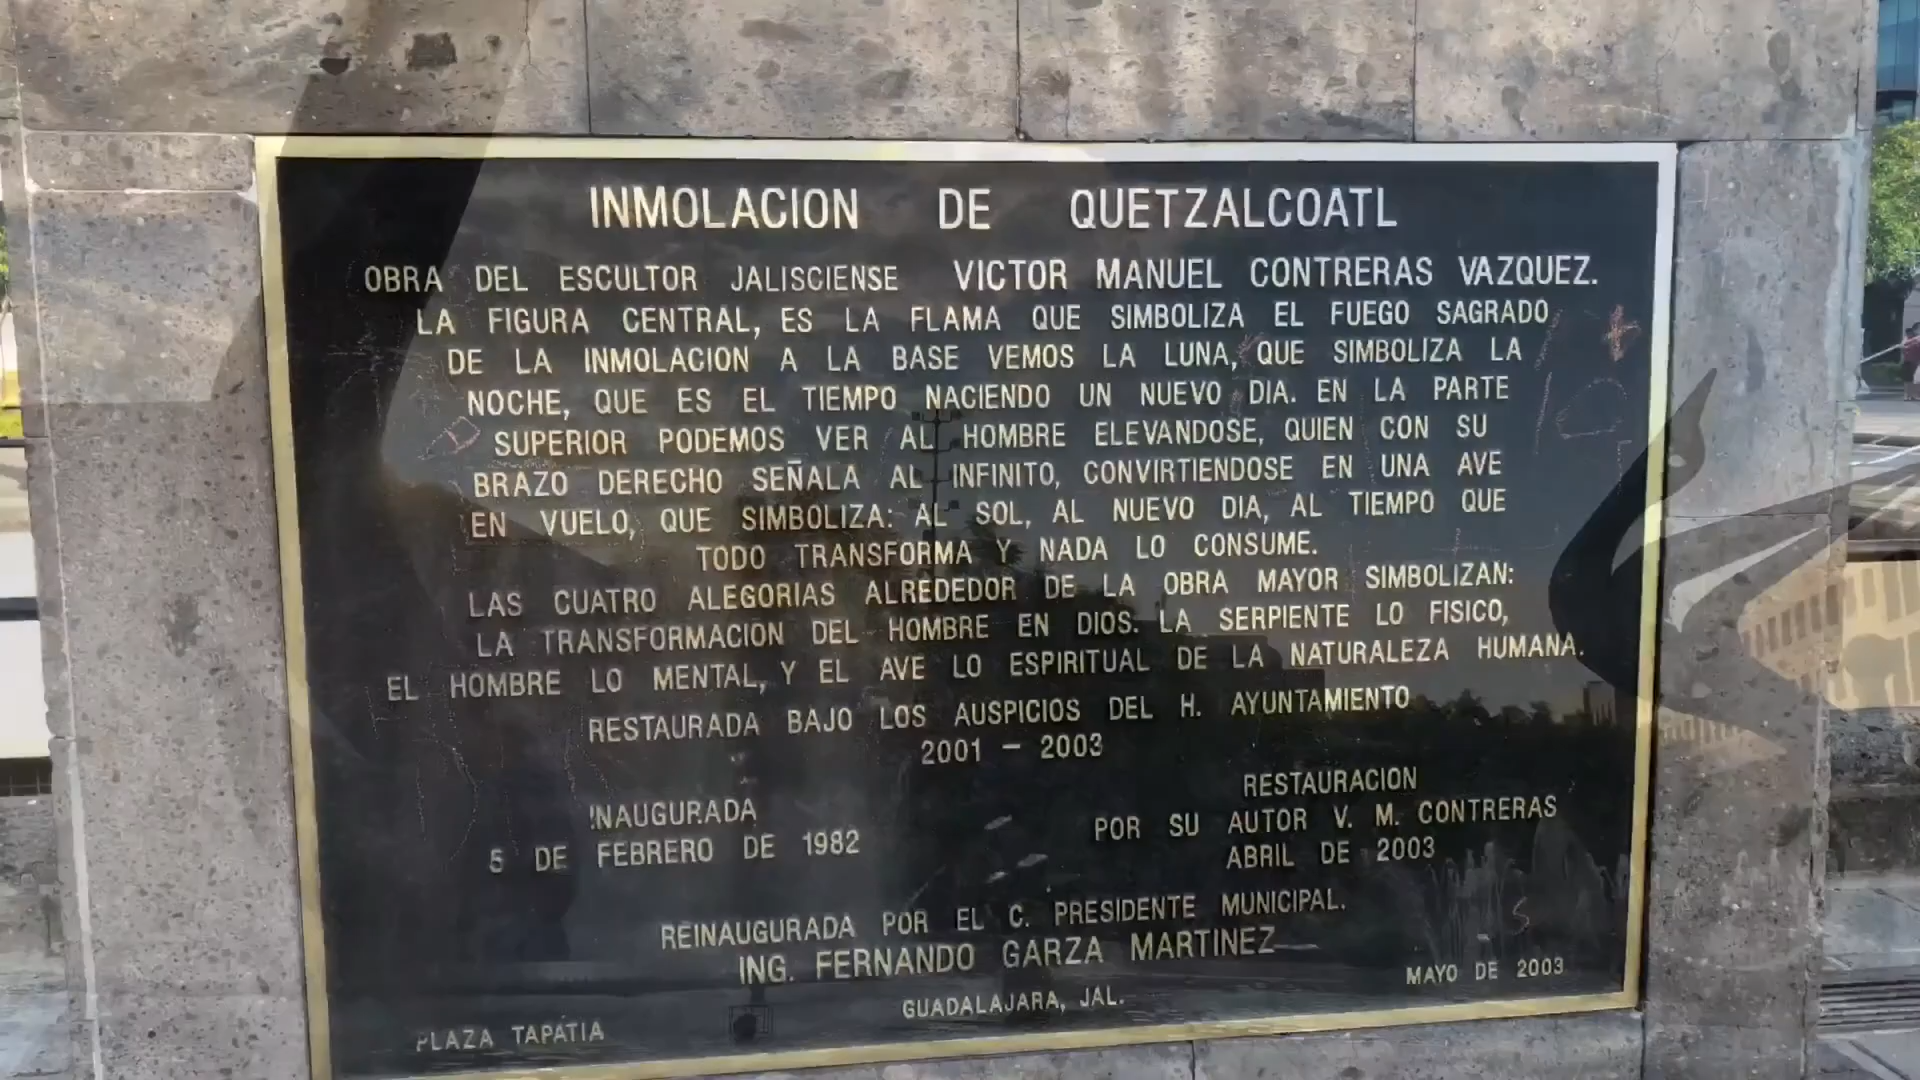 INMOLACION DE QUETZALCOATL
OBRA DEL ESCULTOR JALISCIENSE VICTOR MANUEL CONTRERAS VAZQUEZ.
LA FIGURA CENTRAL, ES LA FLAMA QUE SIMBOLIZA EL FUEGO SAGRADO
DE LA INMOLACION A LA BASE VEMOS LA LUNA, QUE SIMBOLIZA LA
NOCHE, QUE ES EL TIEMPO NACIENDO UN NUEVO DIA. EN LA PARTE
SUPERIOR PODEMOS VER AL HOMBRE ELEVANDOSE, QUIEN CON SU
BRAZO DERECHO SEÑALA AL INFINITO, CONVIRTIENDOSE EN UNA AVE
EN VUELO, QUE SIMBOLIZA: AL SOL, AL NUEVO DIA, AL TIEMPO QUE
TODO TRANSFORMA Y NADA LO CONSUME.
LAS CUATRO ALEGORIAS ALREDEDOR DE LA OBRA MAYOR SIMBOLIZAN:
LA TRANSFORMACION DEL HOMBRE EN DIOS. LA SERPIENTE LO FISICO,
EL HOMBRE LO MENTAL, Y EL AVE LO ESPIRITUAL DE LA NATURALEZA HUMANA.
RESTAURADA BAJO LOS AUSPICIOS DEL H. AYUNTAMIENTO
2001 - 2003
INAUGURADA
5 DE FEBRERO DE 1982
RESTAURACION
POR SU AUTOR V. M. CONTRERAS
ABRIL DE 2003
REINAUGURADA POR EL C. PRESIDENTE MUNICIPAL.
ING. FERNANDO GARZA MARTINEZ
MAYO DE 2003
GUADALAJARA, JAL.
PLAZA TAPATIA